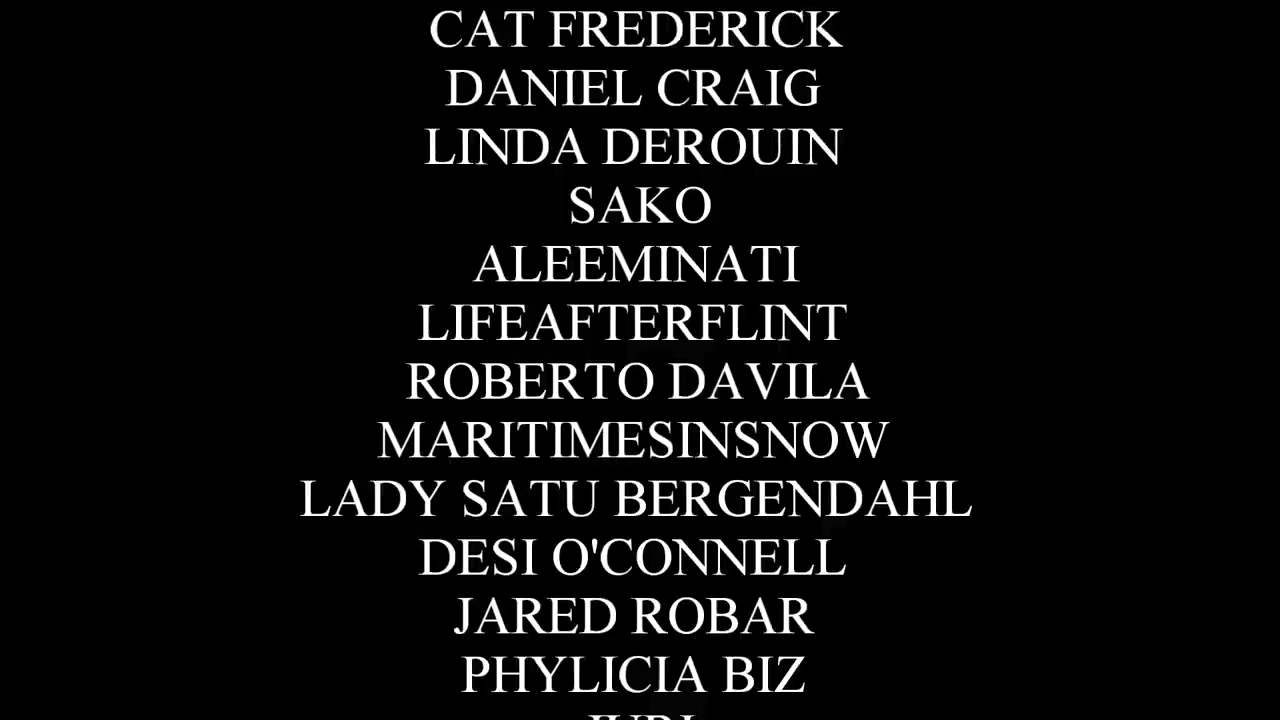 CAT FREDERICK
DANIEL CRAIG
LINDA DEROUIN
SAKO
ALEEMINATI
LIFEAFTERFLINT
ROBERTO DAVILA
MARITIMESINSNOW
LADY SATU BERGENDAHL
DESI O'CONNELL
JARED ROBAR
PHYLICIA BIZ